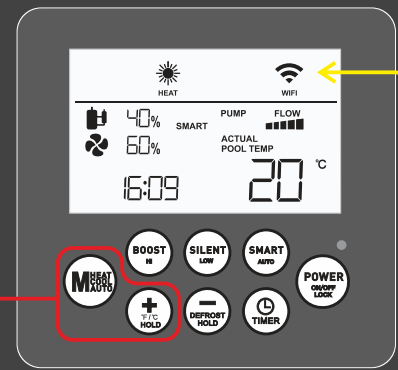 HEAT
WIFI
40%
SMART
PUMP
FLOW
60%
ACTUAL
POOL TEMP
16:09
20 °C
BOOST
HI
SILENT
LOW
SMART
AUTO
M HEAT
COOL
AUTO
POWER
ON/OFF
LOCK
+
°F/°C
HOLD
−
DEFROST
HOLD
TIMER